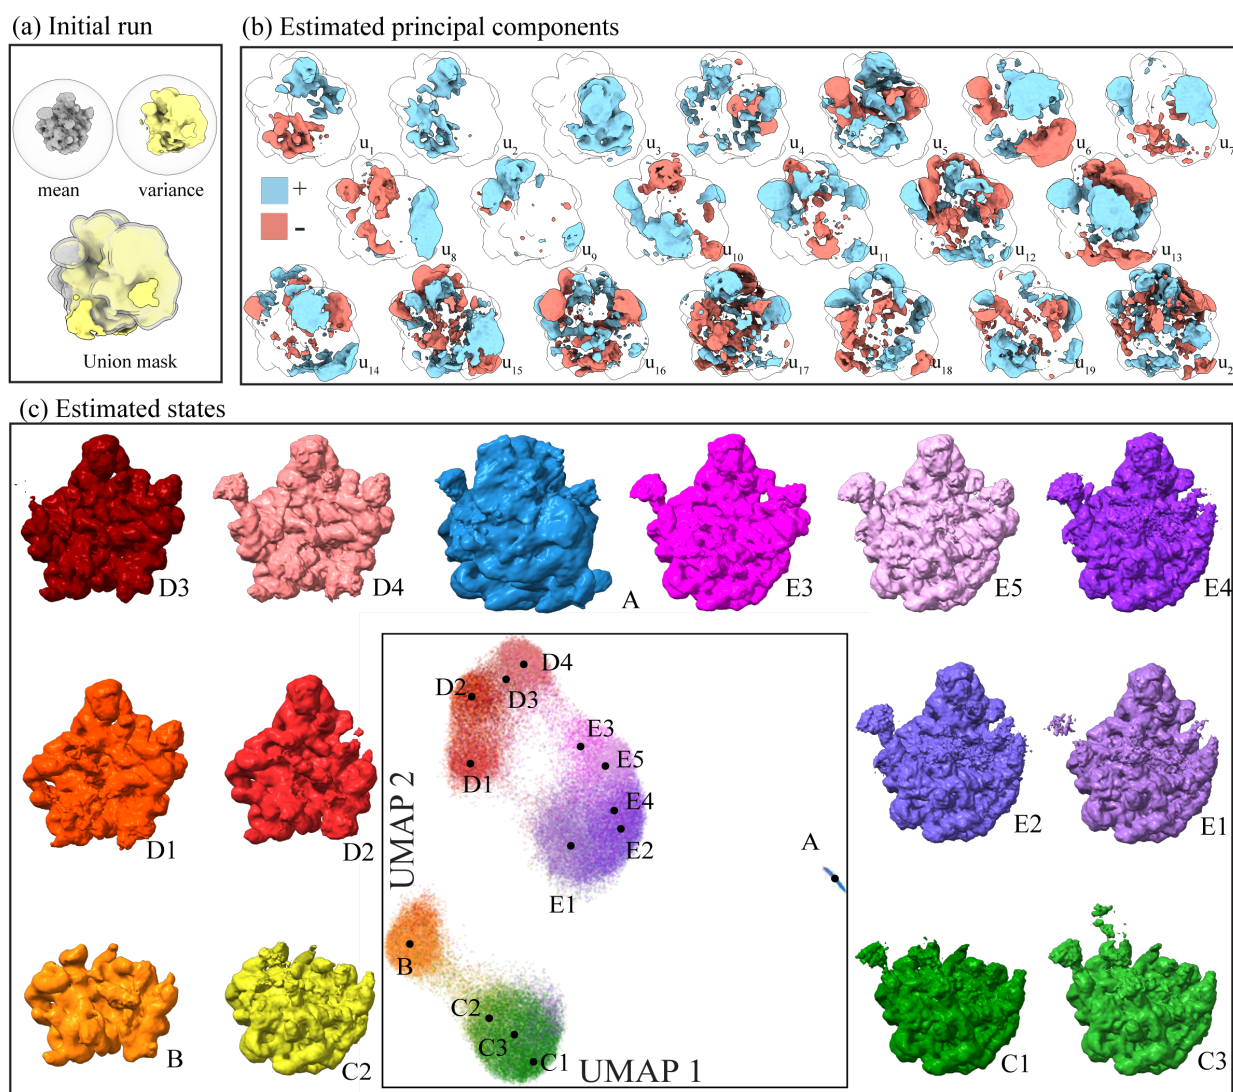 (a) Initial run
mean
variance
Union mask
(b) Estimated principal components
u1 u2 u3 u4 u5 u6 u7
+
-
u8 u9 u10 u11 u12 u13
u14 u15 u16 u17 u18 u19 u2
(c) Estimated states
D3 D4 A E3 E5 E4
D1 D2 E2 E1
B C2 C1 C3
UMAP 2
D4
D2 D3
E3
D1 E5
E4
E2
A
E1
B
C2
C3
C1
UMAP 1